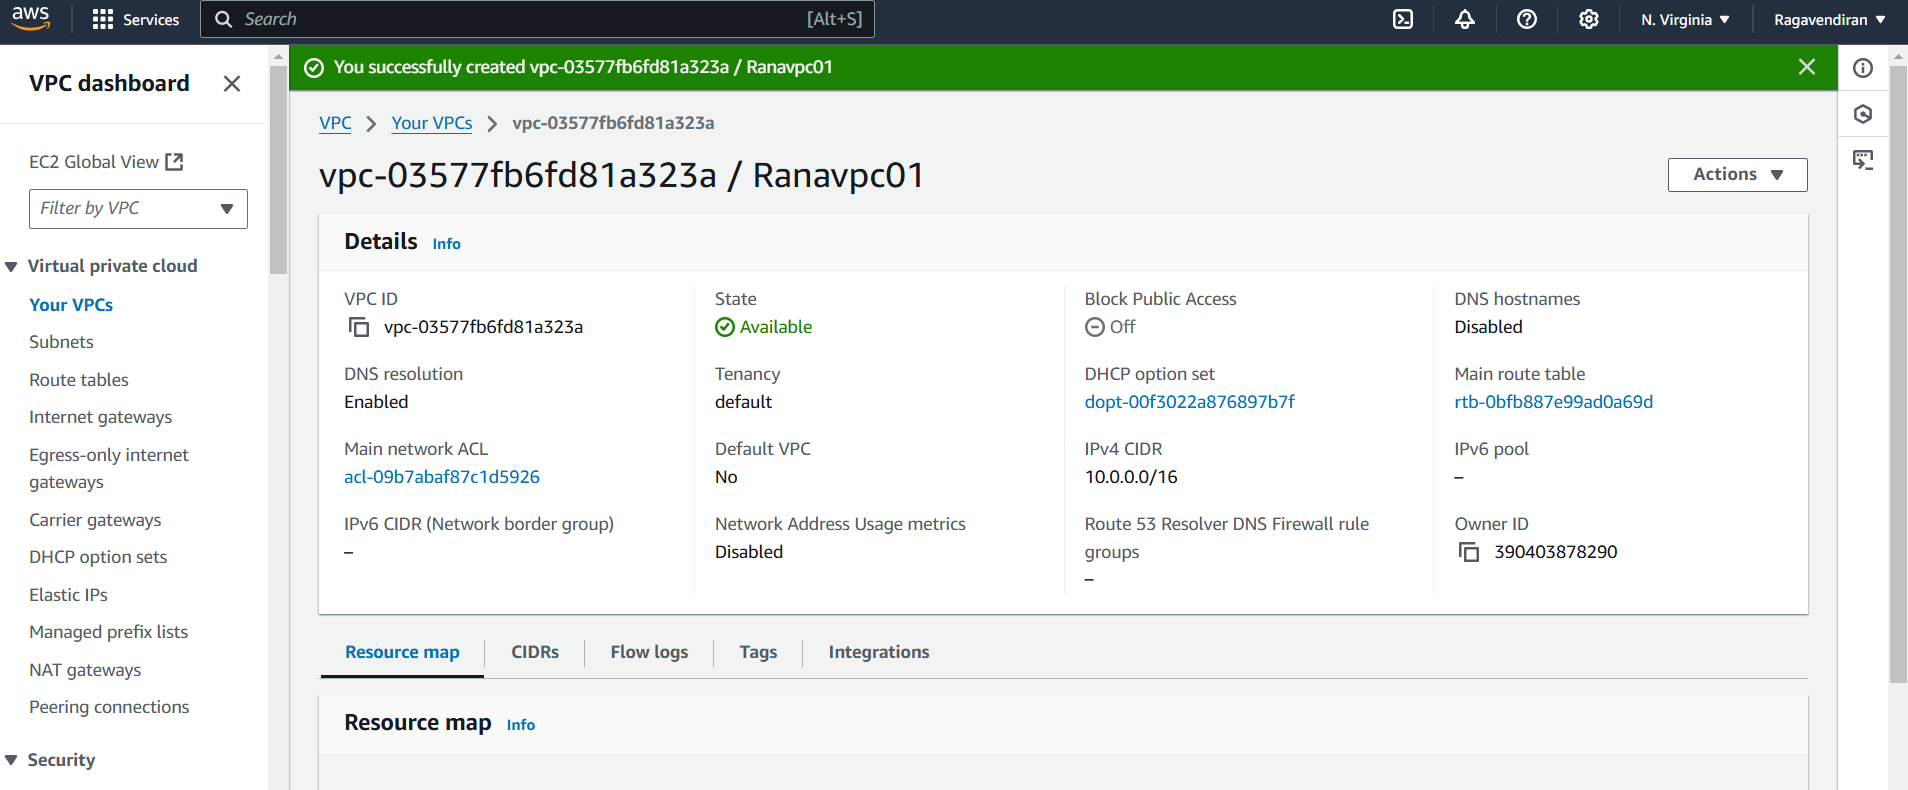 aws
Services
Search
[Alt+S]
N. Virginia
Ragavendiran
VPC dashboard
EC2 Global View
Filter by VPC
Virtual private cloud
Your VPCs
Subnets
Route tables
Internet gateways
Egress-only internet
gateways
Carrier gateways
DHCP option sets
Elastic IPs
Managed prefix lists
NAT gateways
Peering connections
Security
You successfully created vpc-03577fb6fd81a323a / Ranavpc01
VPC
Your VPCs
vpc-03577fb6fd81a323a
vpc-03577fb6fd81a323a / Ranavpc01
Actions
Details Info
VPC ID
vpc-03577fb6fd81a323a
State
Available
Block Public Access
Off
DNS hostnames
Disabled
DNS resolution
Enabled
Tenancy
default
DHCP option set
dopt-00f3022a876897b7f
Main route table
rtb-0bfb887e99ad0a69d
Main network ACL
acl-09b7abaf87c1d5926
Default VPC
No
IPv4 CIDR
10.0.0.0/16
IPv6 pool
–
IPv6 CIDR (Network border group)
–
Network Address Usage metrics
Disabled
Route 53 Resolver DNS Firewall rule
groups
–
Owner ID
390403878290
Resource map
CIDRs
Flow logs
Tags
Integrations
Resource map Info